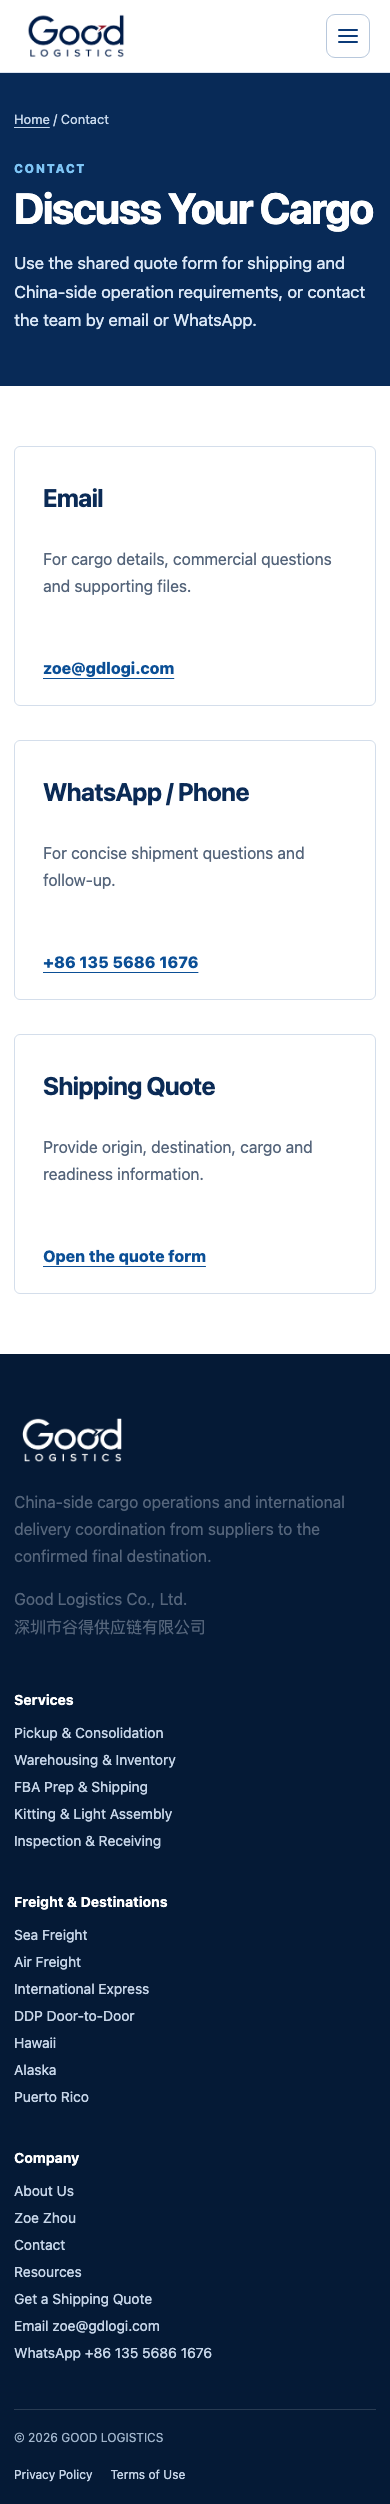 Good
LOGISTICS
Home / Contact
CONTACT
Discuss Your Cargo
Use the shared quote form for shipping and
China-side operation requirements, or contact
the team by email or WhatsApp.
Email
For cargo details, commercial questions
and supporting files.
zoe@gdlogi.com
WhatsApp / Phone
For concise shipment questions and
follow-up.
+86 135 5686 1676
Shipping Quote
Provide origin, destination, cargo and
readiness information.
Open the quote form
Good
LOGISTICS
China-side cargo operations and international
delivery coordination from suppliers to the
confirmed final destination.
Good Logistics Co., Ltd.
深圳市谷得供应链有限公司
Services
Pickup & Consolidation
Warehousing & Inventory
FBA Prep & Shipping
Kitting & Light Assembly
Inspection & Receiving
Freight & Destinations
Sea Freight
Air Freight
International Express
DDP Door-to-Door
Hawaii
Alaska
Puerto Rico
Company
About Us
Zoe Zhou
Contact
Resources
Get a Shipping Quote
Email zoe@gdlogi.com
WhatsApp +86 135 5686 1676
© 2026 GOOD LOGISTICS
Privacy Policy Terms of Use